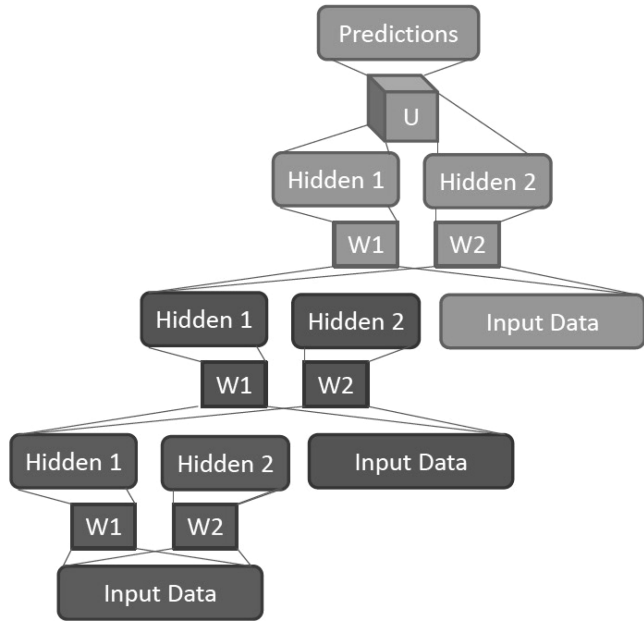 Predictions
U
Hidden 1
Hidden 2
W1
W2
Hidden 1
Hidden 2
Input Data
W1
W2
Hidden 1
Hidden 2
Input Data
W1
W2
Input Data